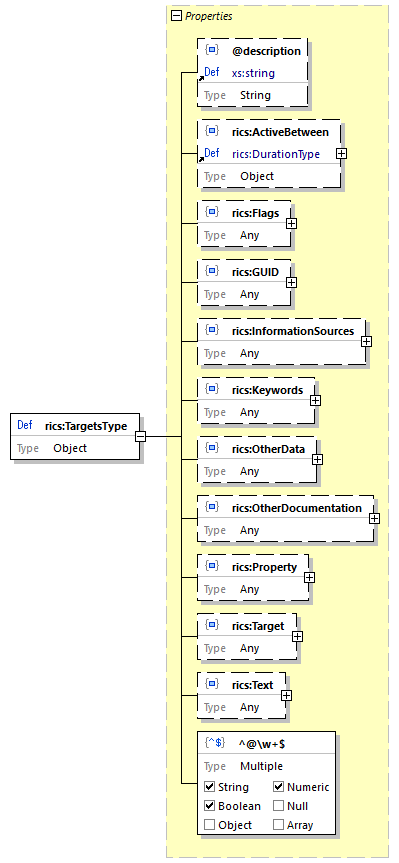 Properties
@description
Def xs:string
Type String
rics:ActiveBetween
Def rics:DurationType
Type Object
rics:Flags
Type Any
rics:GUID
Type Any
rics:InformationSources
Type Any
rics:Keywords
Type Any
Def rics:TargetsType
Type Object
rics:OtherData
Type Any
rics:OtherDocumentation
Type Any
rics:Property
Type Any
rics:Target
Type Any
rics:Text
Type Any
{^$} ^@\w+$
Type Multiple
String Numeric
Boolean Null
Object Array